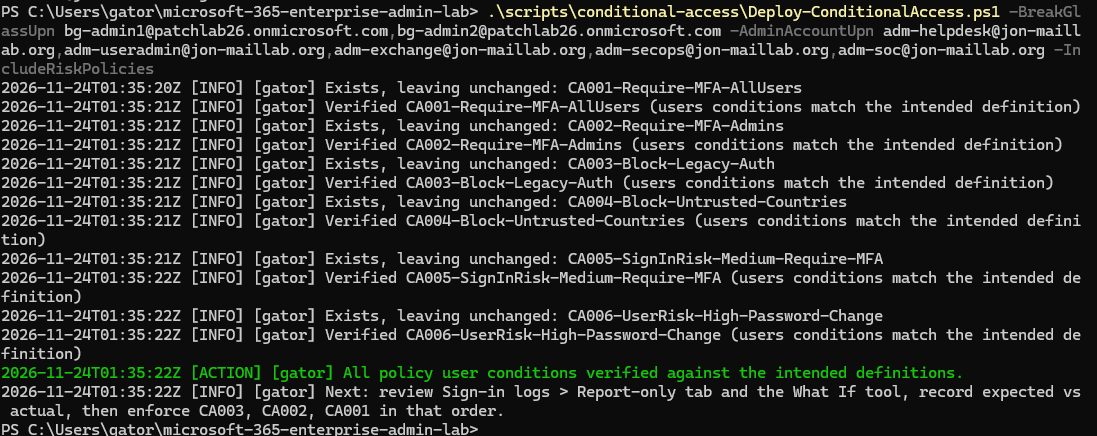 PS C:\Users\gator\microsoft-365-enterprise-admin-lab> .\scripts\conditional-access\Deploy-ConditionalAccess.ps1 -BreakGl
assUpn bg-admin1@patchlab26.onmicrosoft.com,bg-admin2@patchlab26.onmicrosoft.com -AdminAccountUpn adm-helpdesk@jon-maill
ab.org,adm-useradmin@jon-maillab.org,adm-exchange@jon-maillab.org,adm-secops@jon-maillab.org,adm-soc@jon-maillab.org -In
cludeRiskPolicies
2026-11-24T01:35:20Z [INFO] [gator] Exists, leaving unchanged: CA001-Require-MFA-AllUsers
2026-11-24T01:35:21Z [INFO] [gator] Verified CA001-Require-MFA-AllUsers (users conditions match the intended definition)
2026-11-24T01:35:21Z [INFO] [gator] Exists, leaving unchanged: CA002-Require-MFA-Admins
2026-11-24T01:35:21Z [INFO] [gator] Verified CA002-Require-MFA-Admins (users conditions match the intended definition)
2026-11-24T01:35:21Z [INFO] [gator] Exists, leaving unchanged: CA003-Block-Legacy-Auth
2026-11-24T01:35:21Z [INFO] [gator] Verified CA003-Block-Legacy-Auth (users conditions match the intended definition)
2026-11-24T01:35:21Z [INFO] [gator] Exists, leaving unchanged: CA004-Block-Untrusted-Countries
2026-11-24T01:35:21Z [INFO] [gator] Verified CA004-Block-Untrusted-Countries (users conditions match the intended defini
tion)
2026-11-24T01:35:21Z [INFO] [gator] Exists, leaving unchanged: CA005-SignInRisk-Medium-Require-MFA
2026-11-24T01:35:22Z [INFO] [gator] Verified CA005-SignInRisk-Medium-Require-MFA (users conditions match the intended de
finition)
2026-11-24T01:35:22Z [INFO] [gator] Exists, leaving unchanged: CA006-UserRisk-High-Password-Change
2026-11-24T01:35:22Z [INFO] [gator] Verified CA006-UserRisk-High-Password-Change (users conditions match the intended de
finition)
2026-11-24T01:35:22Z [ACTION] [gator] All policy user conditions verified against the intended definitions.
2026-11-24T01:35:22Z [INFO] [gator] Next: review Sign-in logs > Report-only tab and the What If tool, record expected vs
 actual, then enforce CA003, CA002, CA001 in that order.
PS C:\Users\gator\microsoft-365-enterprise-admin-lab>